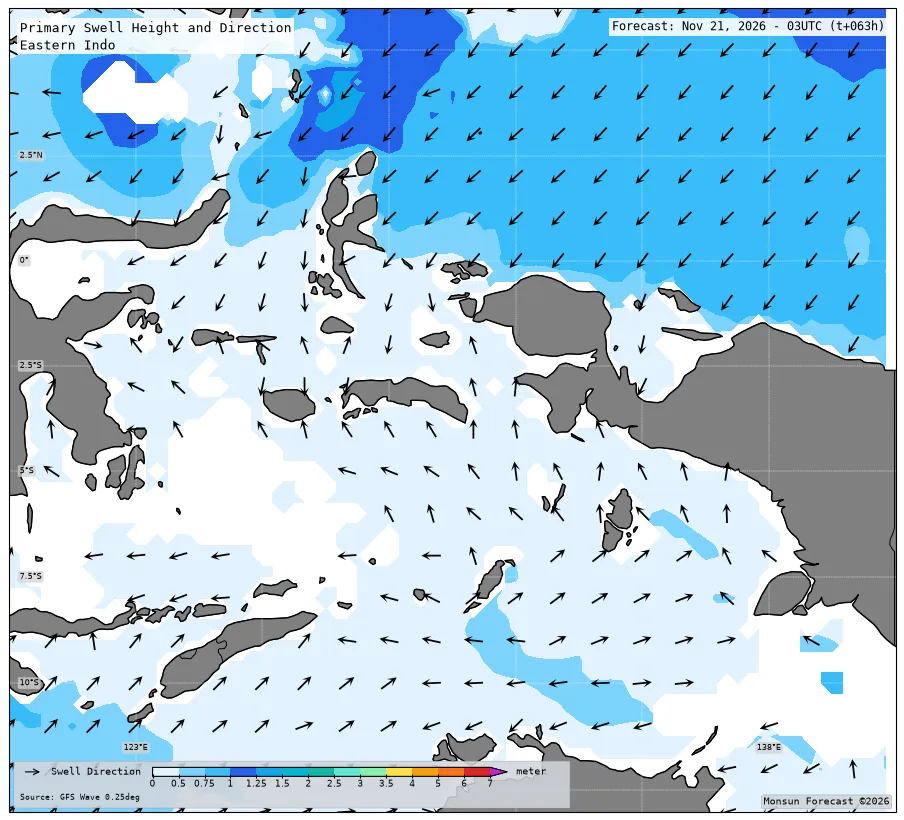 Primary Swell Height and Direction
Eastern Indo
Forecast: Nov 21, 2026 - 03UTC (t+063h)
2.5°N
0°
2.5°S
5°S
7.5°S
10°S
123°E
138°E
Swell Direction
0 0.5 0.75 1 1.25 1.5 2 2.5 3 3.5 4 5 6 7
meter
Source: GFS Wave 0.25deg
Monsun Forecast ©2026